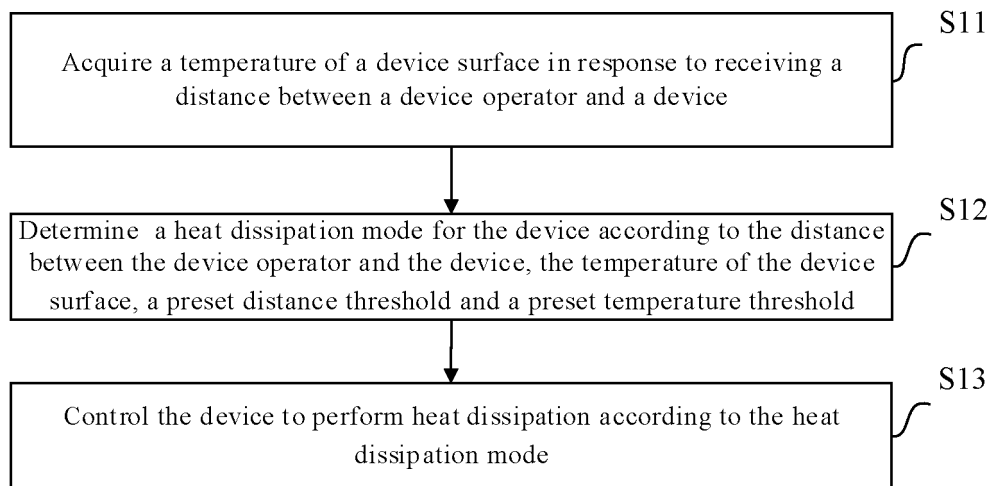 S11
Acquire a temperature of a device surface in response to receiving a
distance between a device operator and a device
S12
Determine a heat dissipation mode for the device according to the distance
between the device operator and the device, the temperature of the device
surface, a preset distance threshold and a preset temperature threshold
S13
Control the device to perform heat dissipation according to the heat
dissipation mode